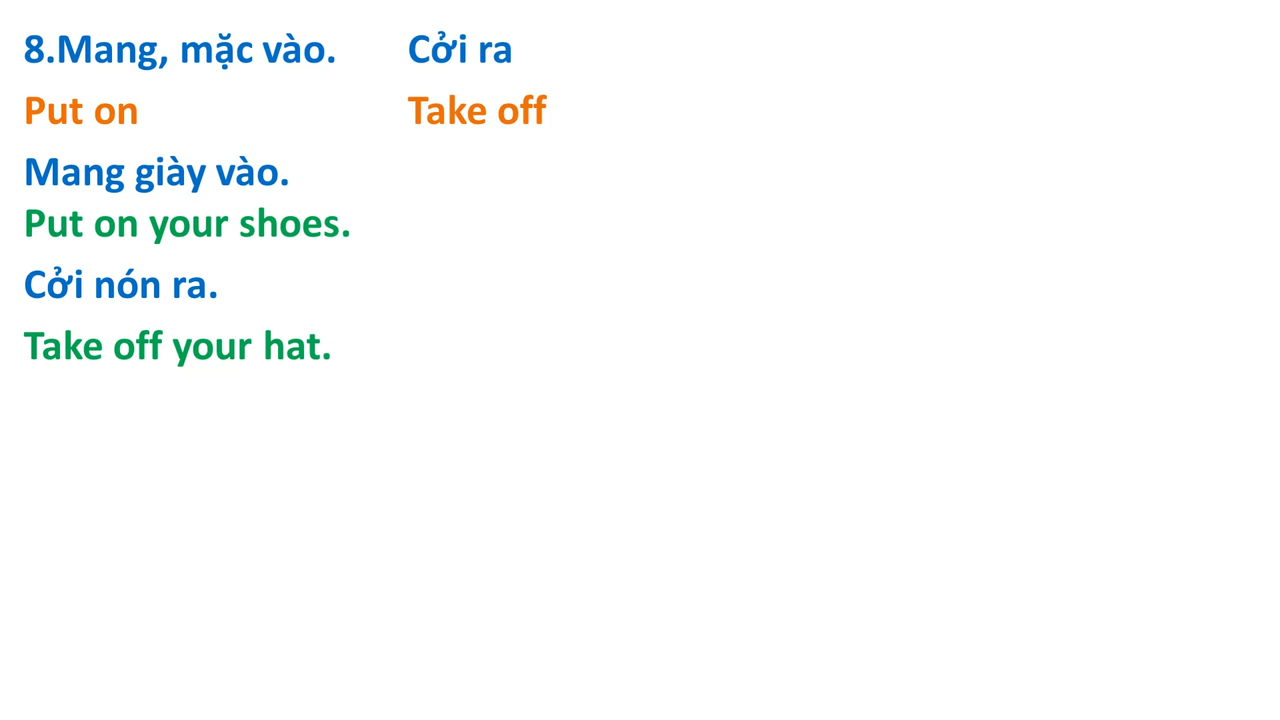 8.Mang, mặc vào. Cởi ra
Put on Take off
Mang giày vào.
Put on your shoes.
Cởi nón ra.
Take off your hat.